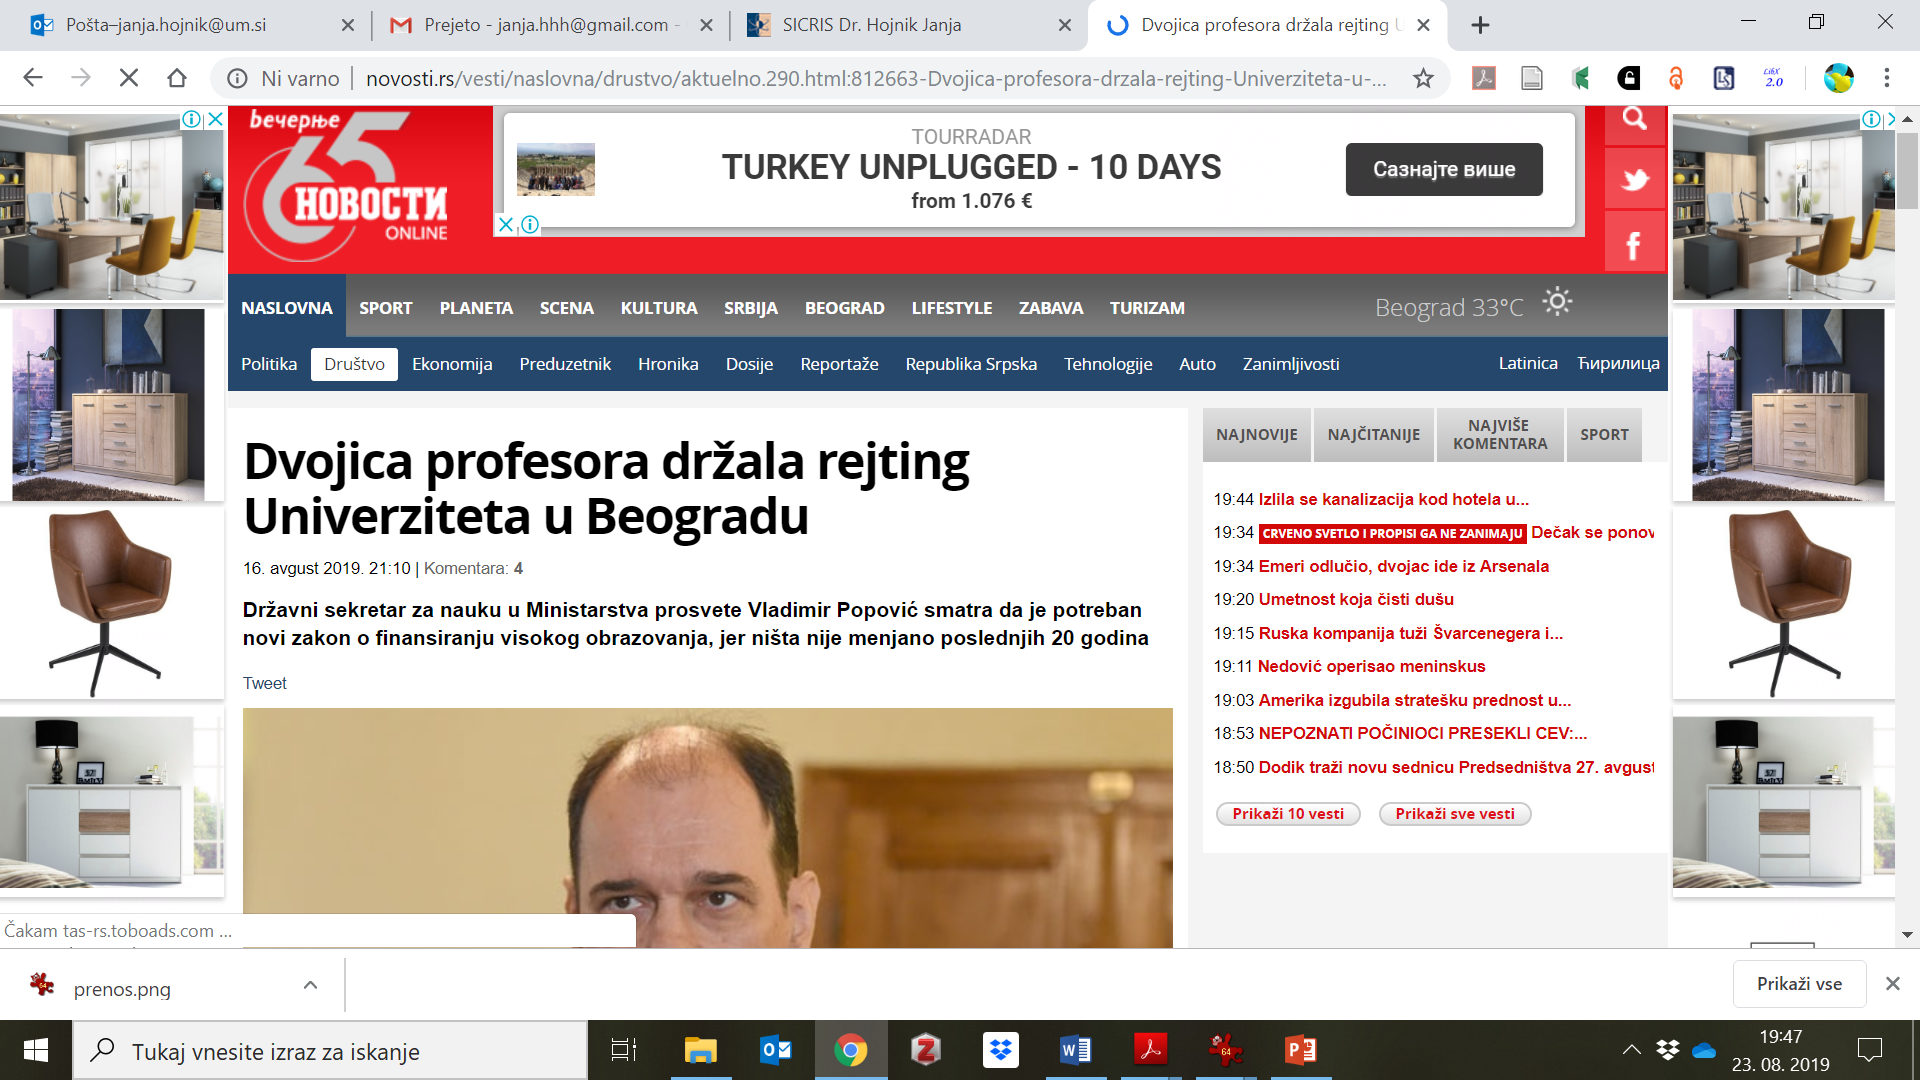 Pošta–janja.hojnik@um.si
Prejeto - janja.hhh@gmail.com -
SICRIS Dr. Hojnik Janja
Dvojica profesora držala rejting U
Ni varno
novosti.rs/vesti/naslovna/drustvo/aktuelno.290.html:812663-Dvojica-profesora-drzala-rejting-Univerziteta-u-...
LibX
2.0
вечерње
65
НОВОСТИ
ONLINE
TOURRADAR
TURKEY UNPLUGGED - 10 DAYS
from 1.076 €
Сазнајте више
NASLOVNA SPORT PLANETA SCENA KULTURA SRBIJA BEOGRAD LIFESTYLE ZABAVA TURIZAM
Beograd 33°C
Politika Društvo Ekonomija Preduzetnik Hronika Dosije Reportaže Republika Srpska Tehnologije Auto Zanimljivosti
Latinica Ћирилица
Dvojica profesora držala rejting
Univerziteta u Beogradu
16. avgust 2019. 21:10 | Komentara: 4
Državni sekretar za nauku u Ministarstva prosvete Vladimir Popović smatra da je potreban
novi zakon o finansiranju visokog obrazovanja, jer ništa nije menjano poslednjih 20 godina
Tweet
NAJNOVIJE
NAJČITANIJE
NAJVIŠE
KOMENTARA
SPORT
19:44 Izlila se kanalizacija kod hotela u...
19:34 CRVENO SVETLO I PROPISI GA NE ZANIMAJU Dečak se ponov
19:34 Emeri odlučio, dvojac ide iz Arsenala
19:20 Umetnost koja čisti dušu
19:15 Ruska kompanija tuži Švarcenegera i...
19:11 Nedović operisao meninskus
19:03 Amerika izgubila stratešku prednost u...
18:53 NEPOZNATI POČINIOCI PRESEKLI CEV:...
18:50 Dodik traži novu sednicu Predsedništva 27. avgust
Prikaži 10 vesti
Prikaži sve vesti
Čakam tas-rs.toboads.com ...
prenos.png
Prikaži vse
Tukaj vnesite izraz za iskanje
64
19:47
23. 08. 2019